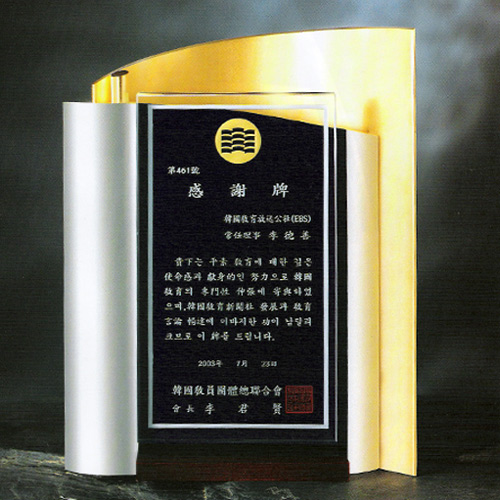 第461號
感謝牌
韓國敎育放送公社(EBS)
常任理事 李德善
貴下는 平素 敎育에 대한 깊은
使命感과 獻身的인 努力으로 韓國
敎育의 專門性 伸張에 寄與하였
으며, 韓國敎育新聞社 發展과 敎育
言論 暢達에 이바지한 功이 남달리
크므로 이 牌를 드립니다.
2003年 7月 23日
韓國敎員團體總聯合會
會長 李君賢